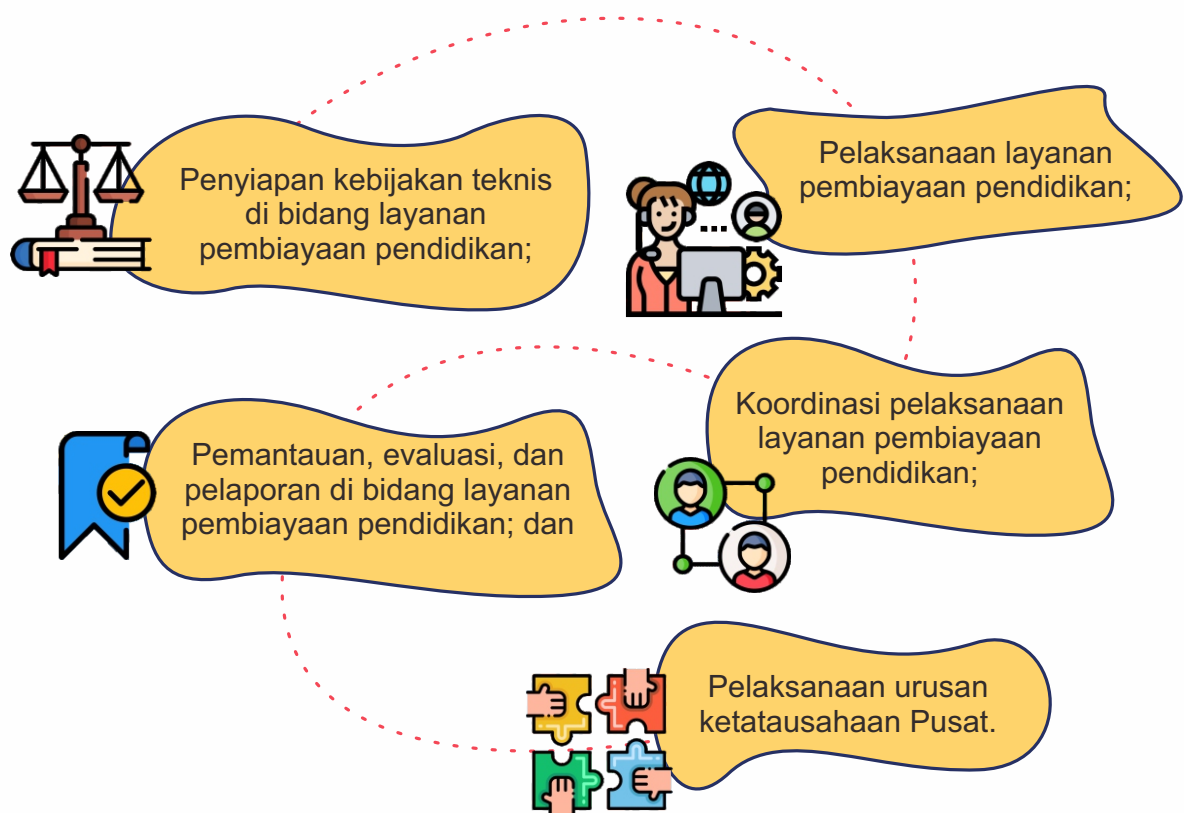 Penyiapan kebijakan teknis
di bidang layanan
pembiayaan pendidikan;
Pelaksanaan layanan
pembiayaan pendidikan;
Koordinasi pelaksanaan
layanan pembiayaan
pendidikan;
Pemantauan, evaluasi, dan
pelaporan di bidang layanan
pembiayaan pendidikan; dan
Pelaksanaan urusan
ketatausahaan Pusat.